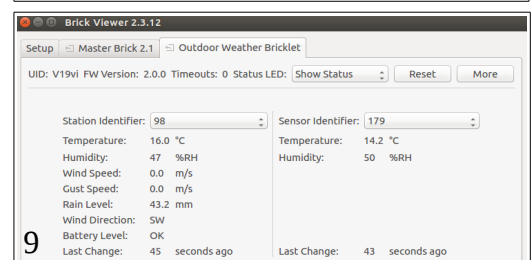 Brick Viewer 2.3.12
Setup Master Brick 2.1 Outdoor Weather Bricklet
UID: V19vi FW Version: 2.0.0 Timeouts: 0 Status LED: Show Status Reset More
Station Identifier: 98 Sensor Identifier: 179
Temperature: 16.0 °C Temperature: 14.2 °C
Humidity: 47 %RH Humidity: 50 %RH
Wind Speed: 0.0 m/s
Gust Speed: 0.0 m/s
Rain Level: 43.2 mm
Wind Direction: SW
Battery Level: OK
9 Last Change: 45 seconds ago Last Change: 43 seconds ago